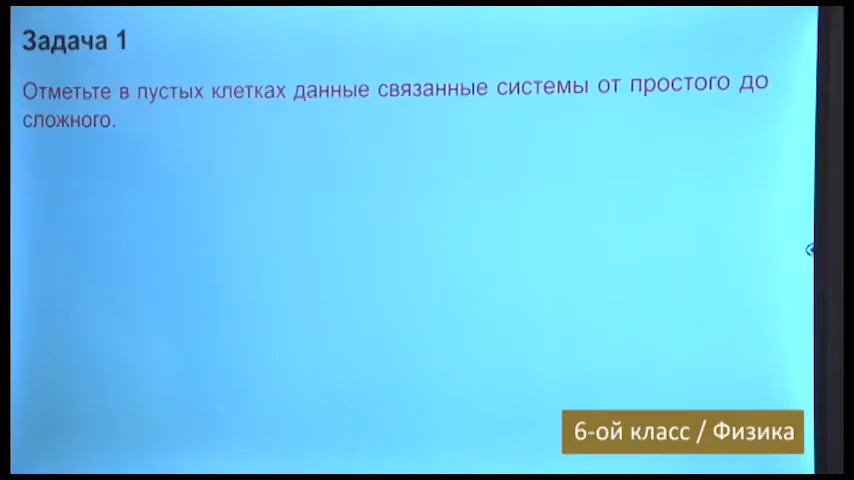 Задача 1
Отметьте в пустых клетках данные связанные системы от простого до
сложного.
6-ой класс / Физика